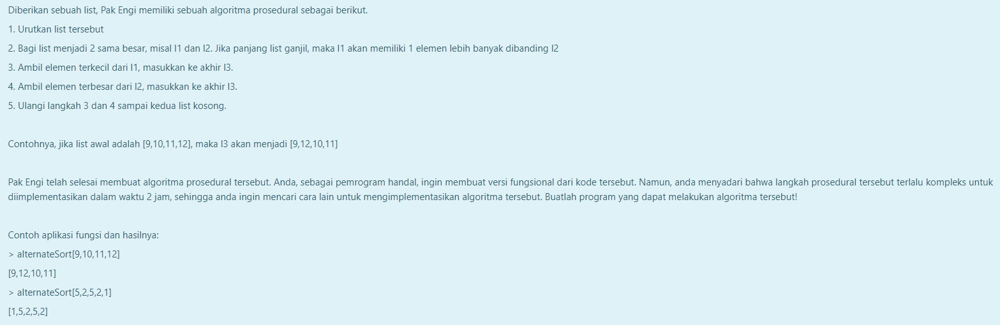 Diberikan sebuah list, Pak Engi memiliki sebuah algoritma prosedural sebagai berikut.
1. Urutkan list tersebut
2. Bagi list menjadi 2 sama besar, misal l1 dan l2. Jika panjang list ganjil, maka l1 akan memiliki 1 elemen lebih banyak dibanding l2
3. Ambil elemen terkecil dari l1, masukkan ke akhir l3.
4. Ambil elemen terbesar dari l2, masukkan ke akhir l3.
5. Ulangi langkah 3 dan 4 sampai kedua list kosong.
Contohnya, jika list awal adalah [9,10,11,12], maka l3 akan menjadi [9,12,10,11]
Pak Engi telah selesai membuat algoritma prosedural tersebut. Anda, sebagai pemrogram handal, ingin membuat versi fungsional dari kode tersebut. Namun, anda menyadari bahwa langkah prosedural tersebut terlalu kompleks untuk
diimplementasikan dalam waktu 2 jam, sehingga anda ingin mencari cara lain untuk mengimplementasikan algoritma tersebut. Buatlah program yang dapat melakukan algoritma tersebut!
Contoh aplikasi fungsi dan hasilnya:
> alternateSort[9,10,11,12]
[9,12,10,11]
> alternateSort[5,2,5,2,1]
[1,5,2,5,2]